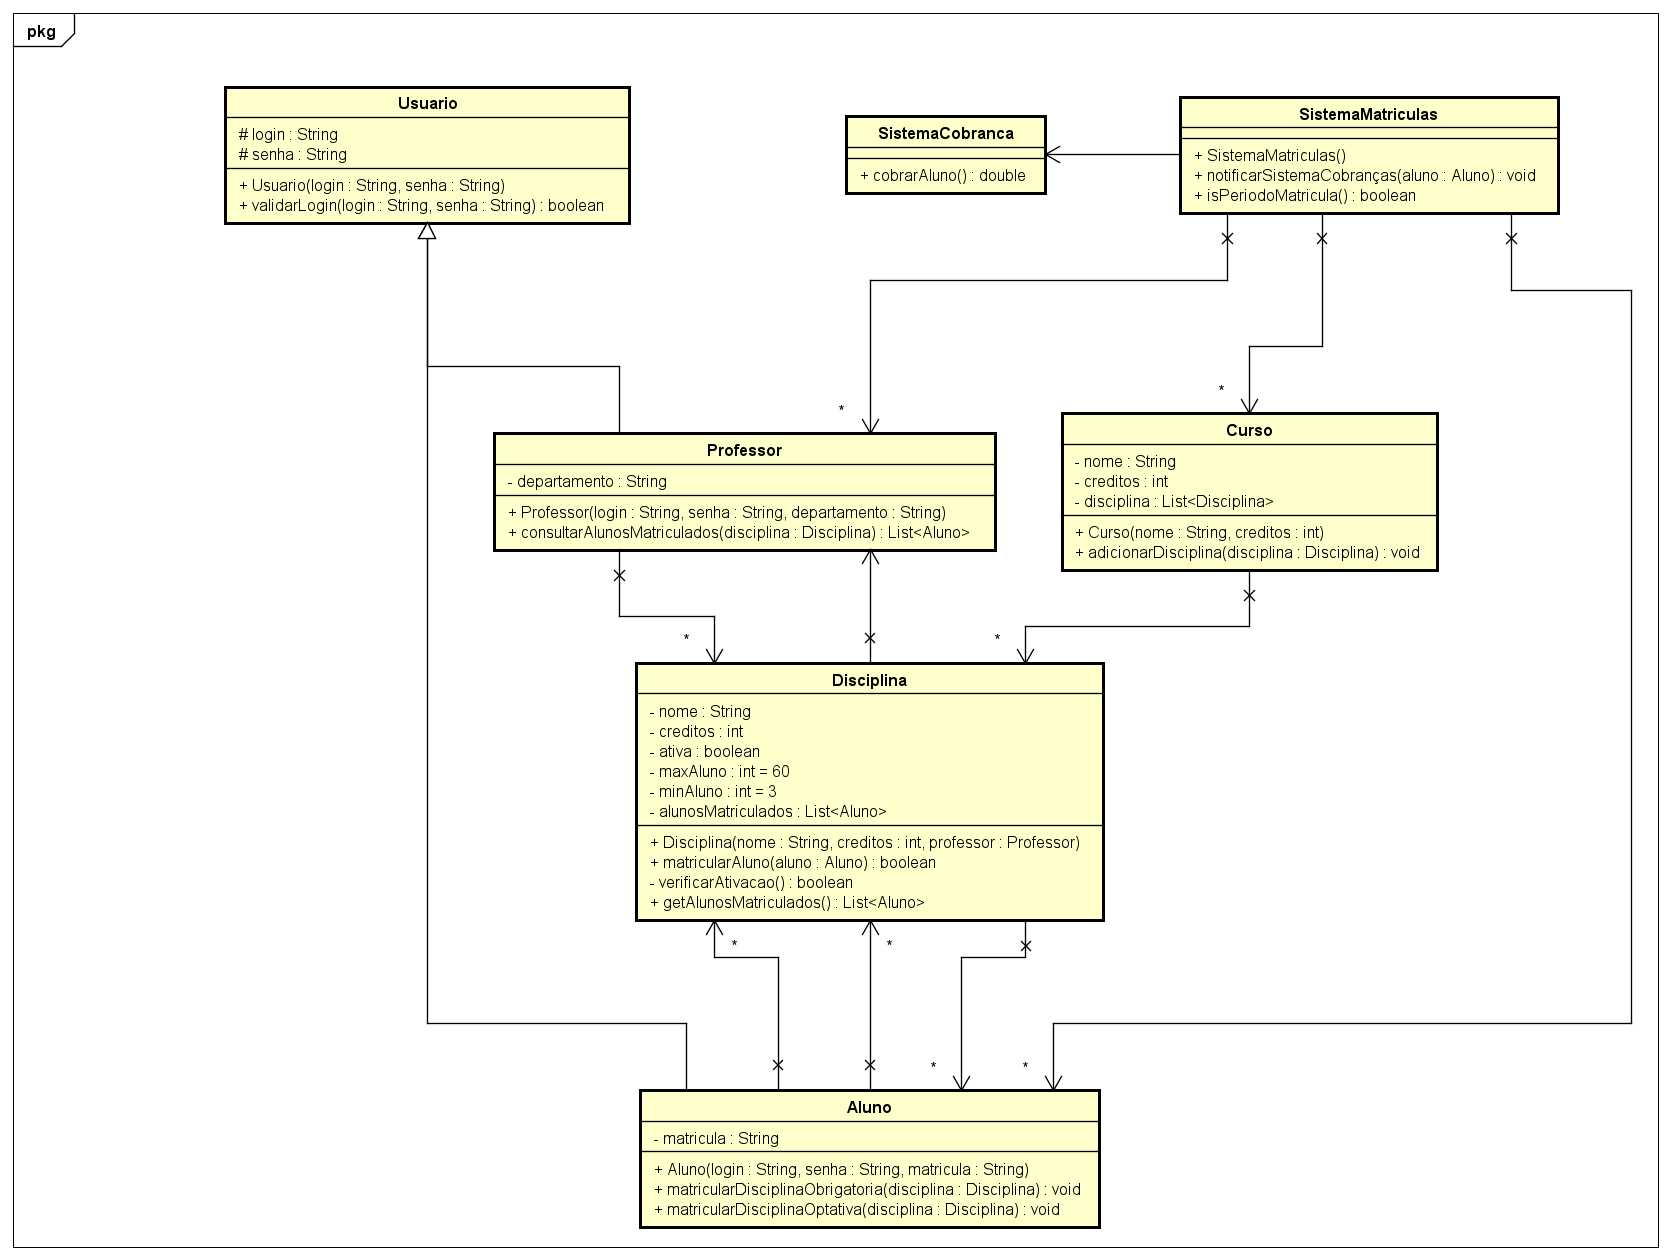 pkg
Usuario
# login : String
# senha : String
+ Usuario(login : String, senha : String)
+ validarLogin(login : String, senha : String) : boolean
SistemaCobranca
+ cobrarAluno() : double
SistemaMatriculas
+ SistemaMatriculas()
+ notificarSistemaCobranças(aluno : Aluno) : void
+ isPeriodoMatricula() : boolean
*
*
Professor
- departamento : String
+ Professor(login : String, senha : String, departamento : String)
+ consultarAlunosMatriculados(disciplina : Disciplina) : List<Aluno>
Curso
- nome : String
- creditos : int
- disciplina : List<Disciplina>
+ Curso(nome : String, creditos : int)
+ adicionarDisciplina(disciplina : Disciplina) : void
*
*
Disciplina
- nome : String
- creditos : int
- ativa : boolean
- maxAluno : int = 60
- minAluno : int = 3
- alunosMatriculados : List<Aluno>
+ Disciplina(nome : String, creditos : int, professor : Professor)
+ matricularAluno(aluno : Aluno) : boolean
- verificarAtivacao() : boolean
+ getAlunosMatriculados() : List<Aluno>
*
*
*
*
Aluno
- matricula : String
+ Aluno(login : String, senha : String, matricula : String)
+ matricularDisciplinaObrigatoria(disciplina : Disciplina) : void
+ matricularDisciplinaOptativa(disciplina : Disciplina) : void